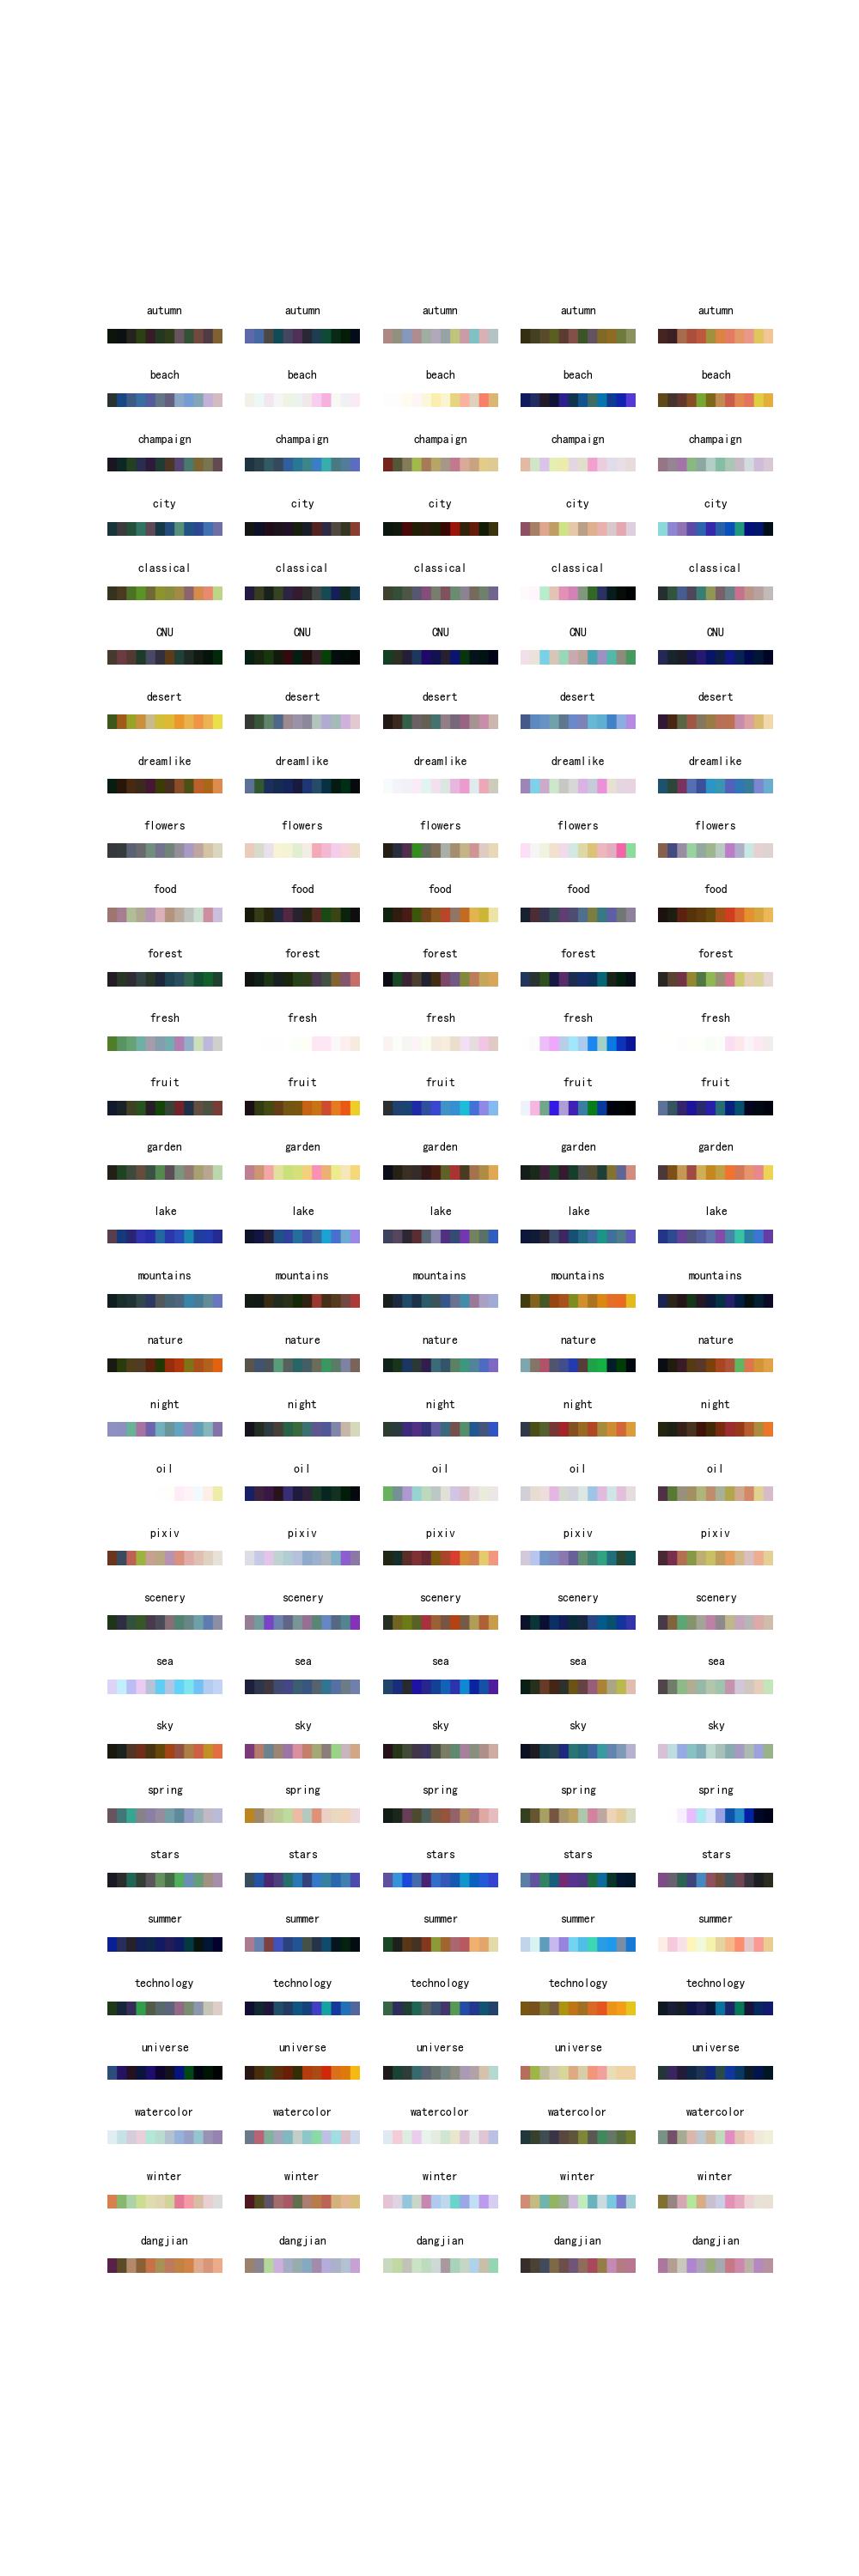 autumn autumn autumn autumn autumn
beach beach beach beach beach
champaign champaign champaign champaign champaign
city city city city city
classical classical classical classical classical
CNU CNU CNU CNU CNU
desert desert desert desert desert
dreamlike dreamlike dreamlike dreamlike dreamlike
flowers flowers flowers flowers flowers
food food food food food
forest forest forest forest forest
fresh fresh fresh fresh fresh
fruit fruit fruit fruit fruit
garden garden garden garden garden
lake lake lake lake lake
mountains mountains mountains mountains mountains
nature nature nature nature nature
night night night night night
oil oil oil oil oil
pixiv pixiv pixiv pixiv pixiv
scenery scenery scenery scenery scenery
sea sea sea sea sea
sky sky sky sky sky
spring spring spring spring spring
stars stars stars stars stars
summer summer summer summer summer
technology technology technology technology technology
universe universe universe universe universe
watercolor watercolor watercolor watercolor watercolor
winter winter winter winter winter
dangjian dangjian dangjian dangjian dangjian